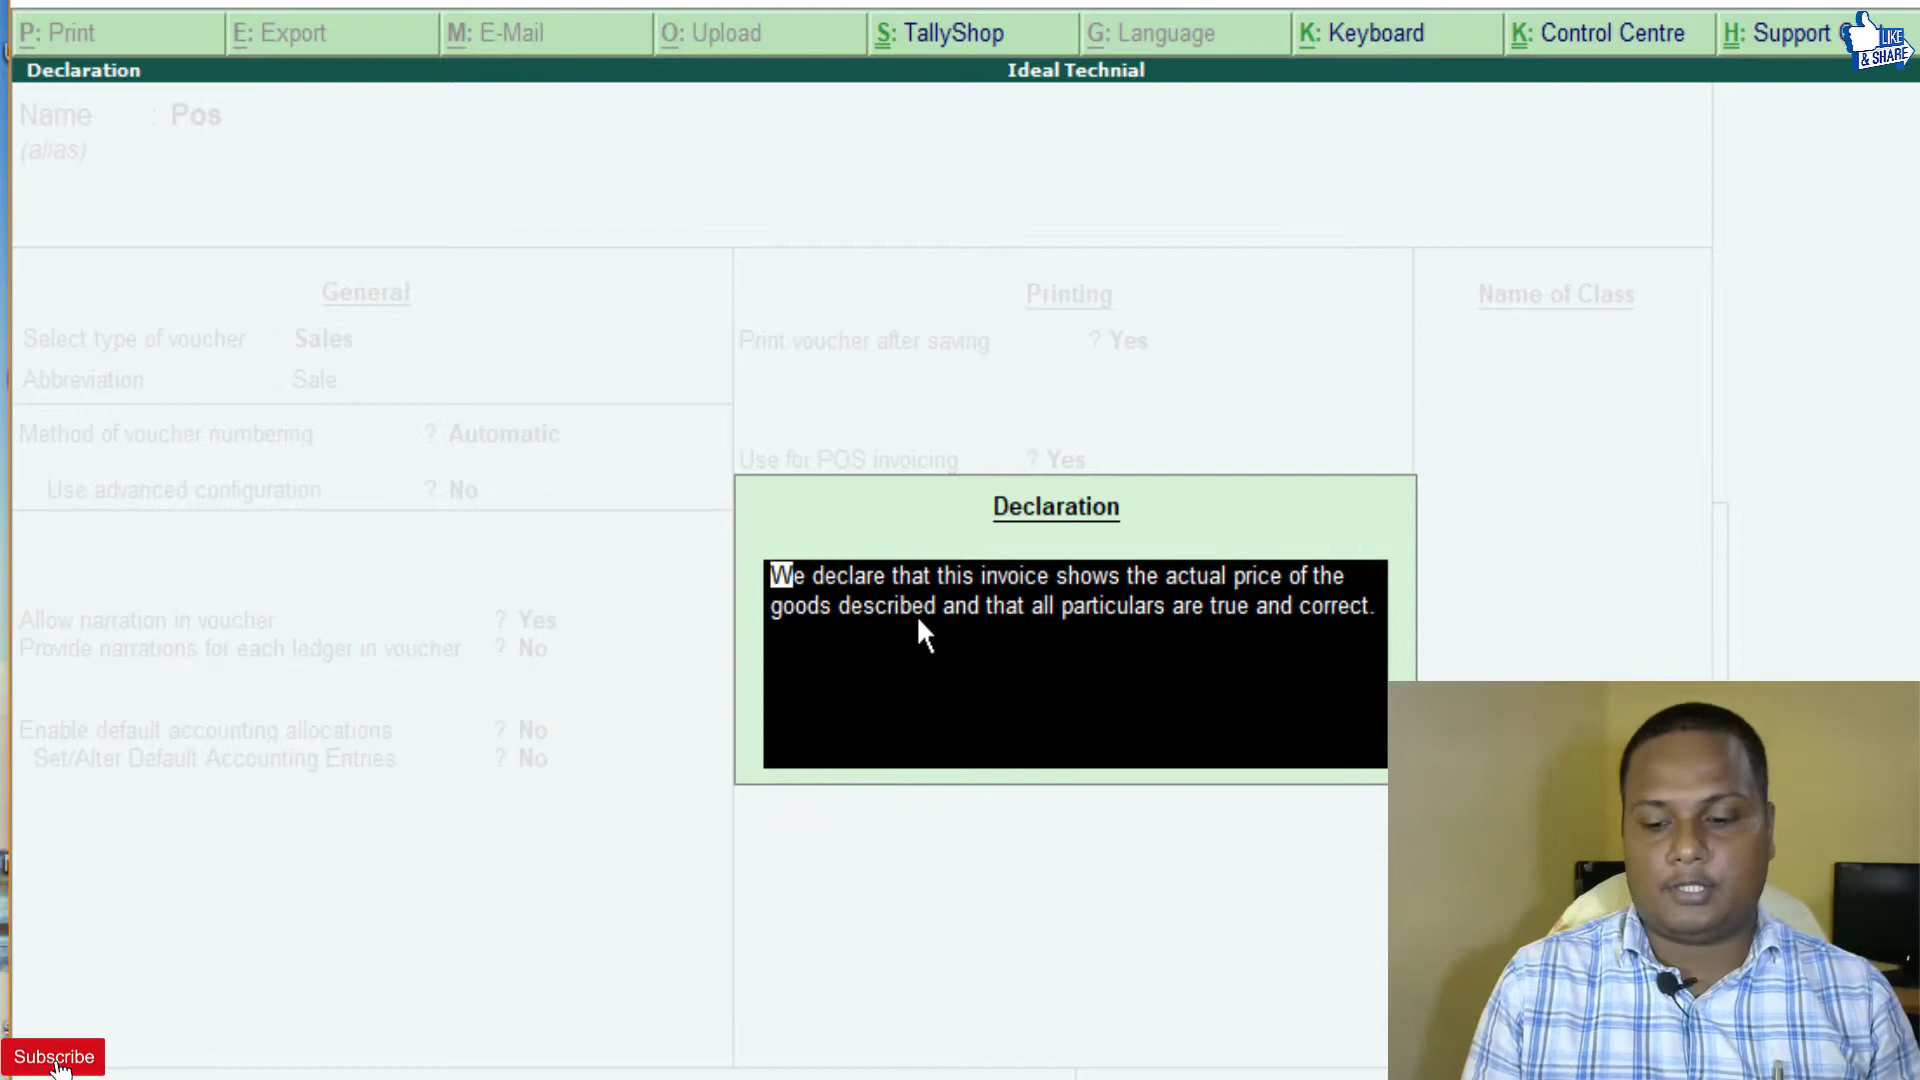 P: Print E: Export M: E-Mail O: Upload S: TallyShop G: Language K: Keyboard K: Control Centre H: Support
LIKE
& SHARE
Declaration Ideal Technial
Name : Pos
(alias)
General Printing Name of Class
Select type of voucher Sales Print voucher after saving ? Yes
Abbreviation Sale
Method of voucher numbering ? Automatic
Use for POS invoicing ? Yes
Use advanced configuration ? No
Declaration
We declare that this invoice shows the actual price of the
goods described and that all particulars are true and correct.
Allow narration in voucher ? Yes
Provide narrations for each ledger in voucher ? No
Enable default accounting allocations ? No
Set/Alter Default Accounting Entries ? No
Subscribe